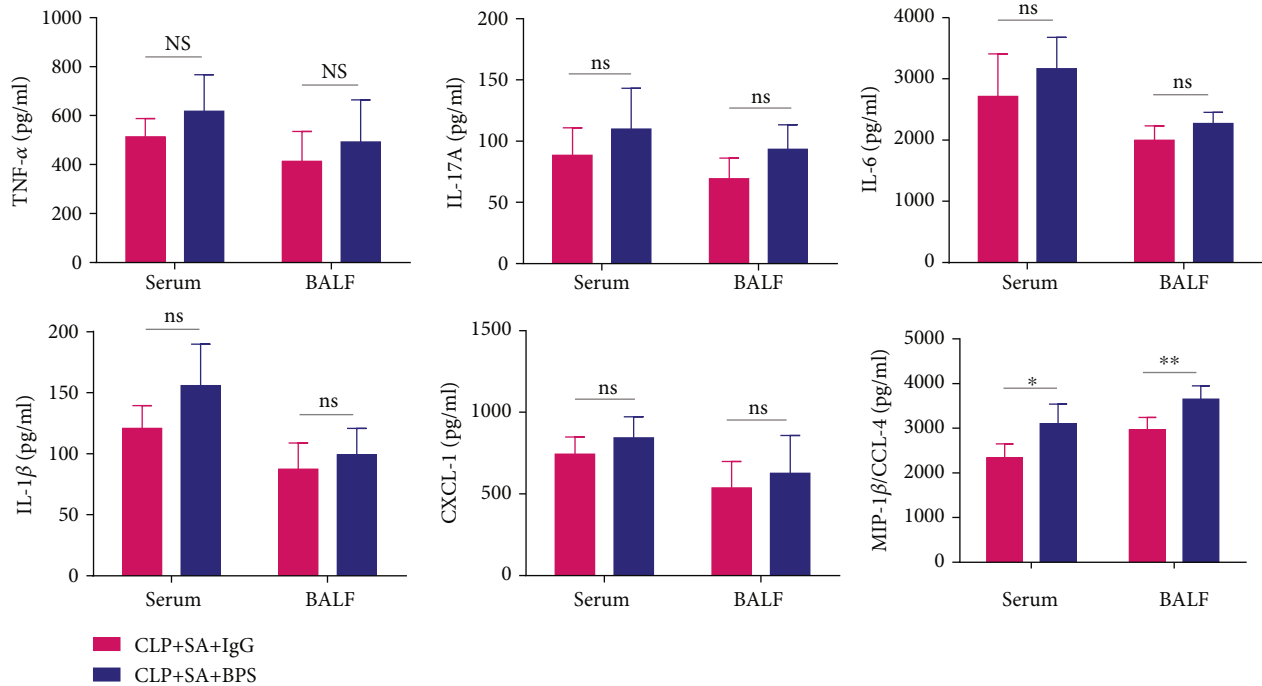 TNF-α (pg/ml)
1000
800
600
400
200
0
NS
NS
Serum
BALF
IL-17A (pg/ml)
200
150
100
50
0
ns
ns
Serum
BALF
IL-6 (pg/ml)
4000
3000
2000
1000
0
ns
ns
Serum
BALF
IL-1β (pg/ml)
200
150
100
50
0
ns
ns
Serum
BALF
CXCL-1 (pg/ml)
1500
1000
500
0
ns
ns
Serum
BALF
MIP-1β/CCL-4 (pg/ml)
5000
4000
3000
2000
1000
0
*
**
Serum
BALF
CLP+SA+IgG
CLP+SA+BPS